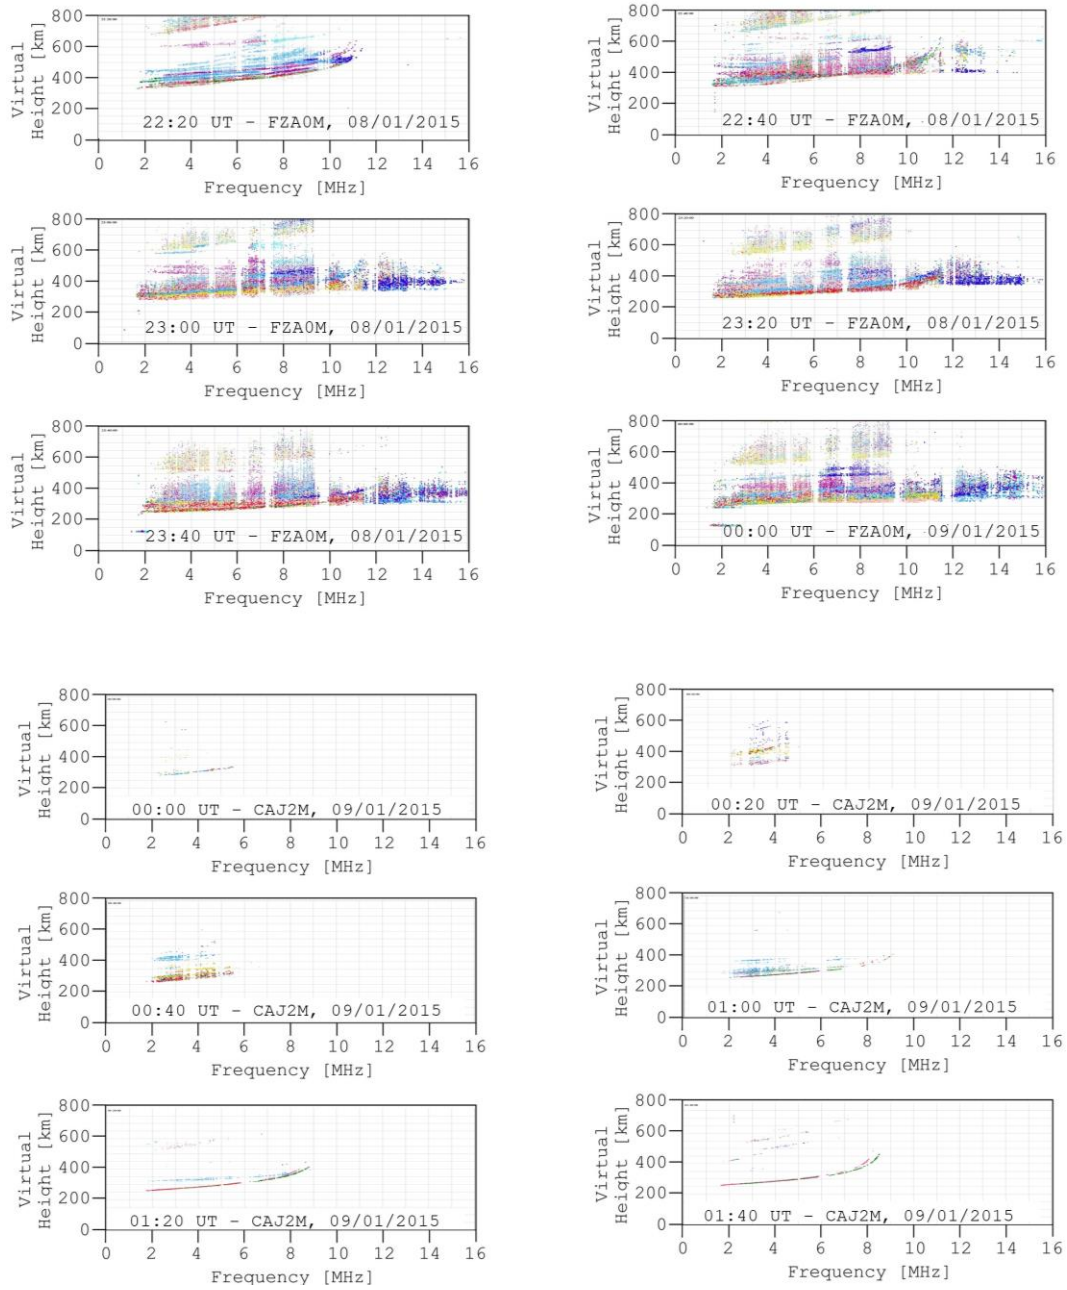 Virtual
Height [km]
800
600
400
200
0
22:20 UT - FZA0M, 08/01/2015
0 2 4 6 8 10 12 14 16
Frequency [MHz]
Virtual
Height [km]
800
600
400
200
0
22:40 UT - FZA0M, 08/01/2015
0 2 4 6 8 10 12 14 16
Frequency [MHz]
Virtual
Height [km]
800
600
400
200
0
23:00 UT - FZA0M, 08/01/2015
0 2 4 6 8 10 12 14 16
Frequency [MHz]
Virtual
Height [km]
800
600
400
200
0
23:20 UT - FZA0M, 08/01/2015
0 2 4 6 8 10 12 14 16
Frequency [MHz]
Virtual
Height [km]
800
600
400
200
0
23:40 UT - FZA0M, 08/01/2015
0 2 4 6 8 10 12 14 16
Frequency [MHz]
Virtual
Height [km]
800
600
400
200
0
00:00 UT - FZA0M, 09/01/2015
0 2 4 6 8 10 12 14 16
Frequency [MHz]
Virtual
Height [km]
800
600
400
200
0
00:00 UT - CAJ2M, 09/01/2015
0 2 4 6 8 10 12 14 16
Frequency [MHz]
Virtual
Height [km]
800
600
400
200
0
00:20 UT - CAJ2M, 09/01/2015
0 2 4 6 8 10 12 14 16
Frequency [MHz]
Virtual
Height [km]
800
600
400
200
0
00:40 UT - CAJ2M, 09/01/2015
0 2 4 6 8 10 12 14 16
Frequency [MHz]
Virtual
Height [km]
800
600
400
200
0
01:00 UT - CAJ2M, 09/01/2015
0 2 4 6 8 10 12 14 16
Frequency [MHz]
Virtual
Height [km]
800
600
400
200
0
01:20 UT - CAJ2M, 09/01/2015
0 2 4 6 8 10 12 14 16
Frequency [MHz]
Virtual
Height [km]
800
600
400
200
0
01:40 UT - CAJ2M, 09/01/2015
0 2 4 6 8 10 12 14 16
Frequency [MHz]